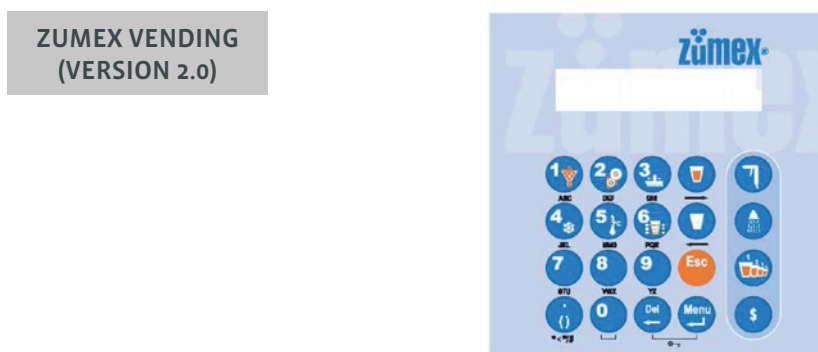 ZUMEX VENDING
(VERSION 2.0)
zümex®
zümex
1 2 3
ABC DEF GHI
4 5 6
JKL MNO PQR
7 8 9 Esc
STU VWX YZ
. 0 Del Menu $
()